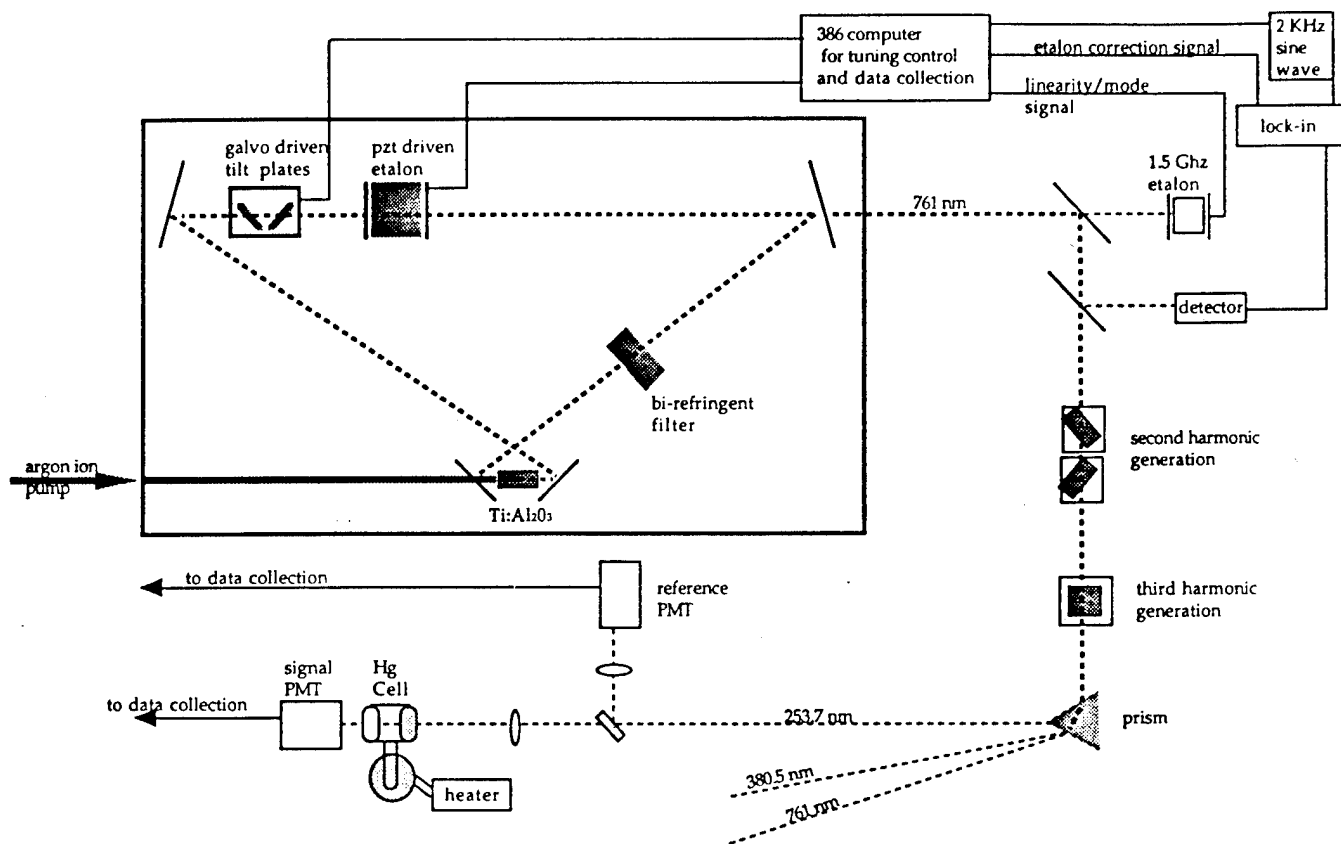 386 computer
for tuning control
and data collection
etalon correction signal
linearity/mode
signal
2 KHz
sine
wave
lock-in
galvo driven
tilt plates
pzt driven
etalon
761 nm
1.5 Ghz
etalon
detector
bi-refringent
filter
second harmonic
generation
argon ion
pump
Ti:Al2O3
to data collection
reference
PMT
third harmonic
generation
signal
PMT
Hg
Cell
to data collection
253.7 nm
prism
380.5 nm
761 nm
heater